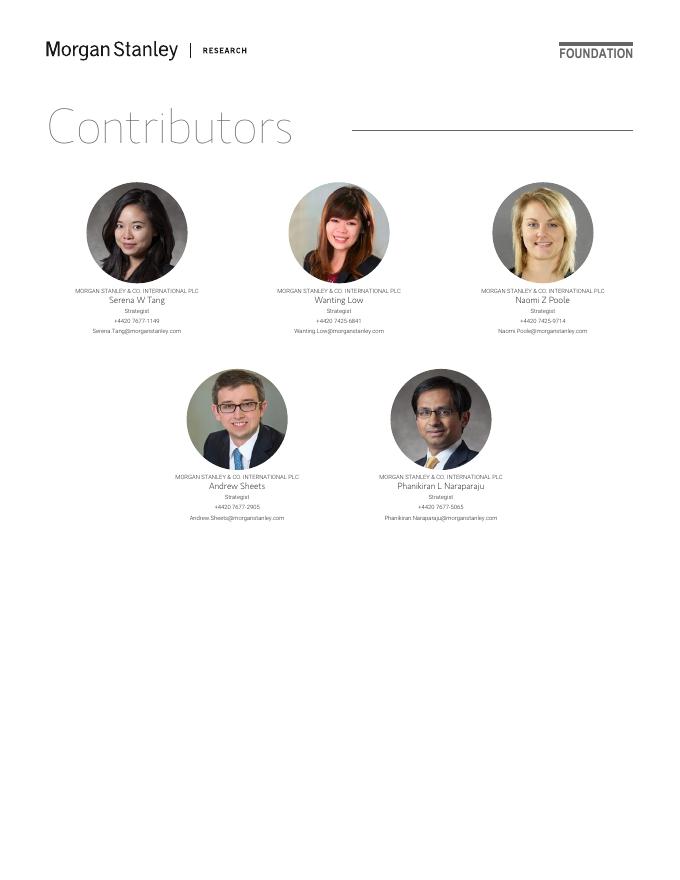 Morgan Stanley | RESEARCH
FOUNDATION
Contributors
MORGAN STANLEY & CO. INTERNATIONAL PLC
Serena W Tang
Strategist
+4420 7677-1149
Serena.Tang@morganstanley.com
MORGAN STANLEY & CO. INTERNATIONAL PLC
Wanting Low
Strategist
+4420 7425-6841
Wanting.Low@morganstanley.com
MORGAN STANLEY & CO. INTERNATIONAL PLC
Naomi Z Poole
Strategist
+4420 7425-9714
Naomi.Poole@morganstanley.com
MORGAN STANLEY & CO. INTERNATIONAL PLC
Andrew Sheets
Strategist
+4420 7677-2905
Andrew.Sheets@morganstanley.com
MORGAN STANLEY & CO. INTERNATIONAL PLC
Phanikiran L Naraparaju
Strategist
+4420 7677-5065
Phanikiran.Naraparaju@morganstanley.com